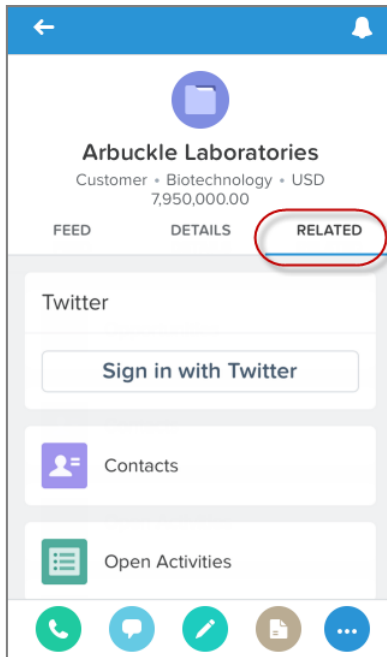 Arbuckle Laboratories
Customer • Biotechnology • USD
7,950,000.00
FEED DETAILS RELATED
Twitter
Sign in with Twitter
Contacts
Open Activities